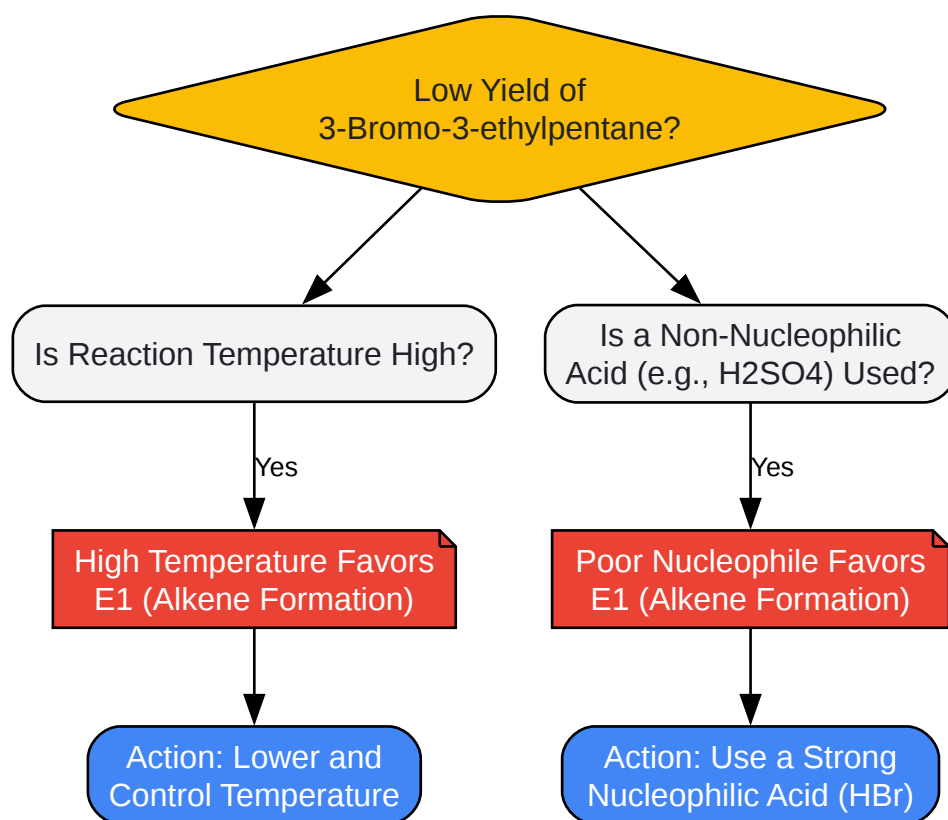 Low Yield of
3-Bromo-3-ethylpentane?
Is Reaction Temperature High?
Is a Non-Nucleophilic
Acid (e.g., H2SO4) Used?
Yes
Yes
High Temperature Favors
E1 (Alkene Formation)
Poor Nucleophile Favors
E1 (Alkene Formation)
Action: Lower and
Control Temperature
Action: Use a Strong
Nucleophilic Acid (HBr)